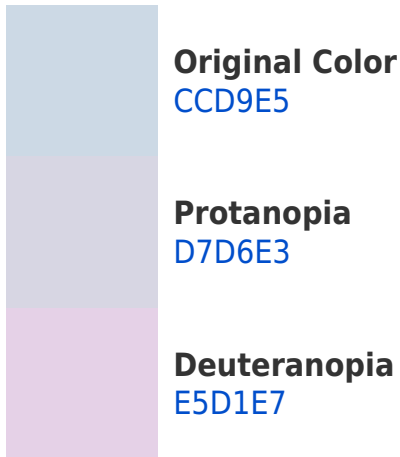 Original Color
CCD9E5
Protanopia
D7D6E3
Deuteranopia
E5D1E7